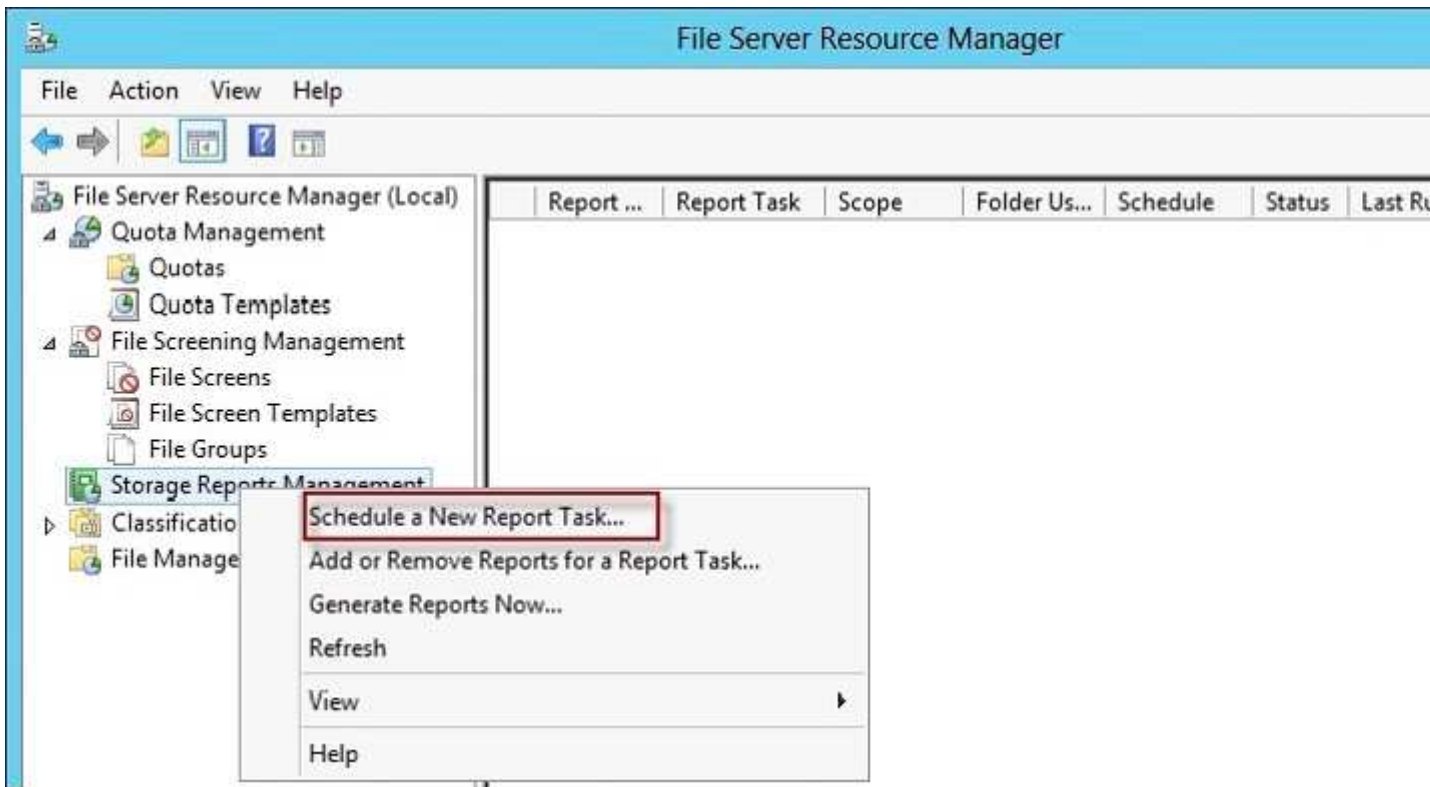 File Server Resource Manager
File Action View Help
File Server Resource Manager (Local)
Quota Management
Quotas
Quota Templates
File Screening Management
File Screens
File Screen Templates
File Groups
Storage Reports Management
Classificatio
File Manage
Report ... Report Task Scope Folder Us... Schedule Status Last Ru
Schedule a New Report Task...
Add or Remove Reports for a Report Task...
Generate Reports Now...
Refresh
View
Help